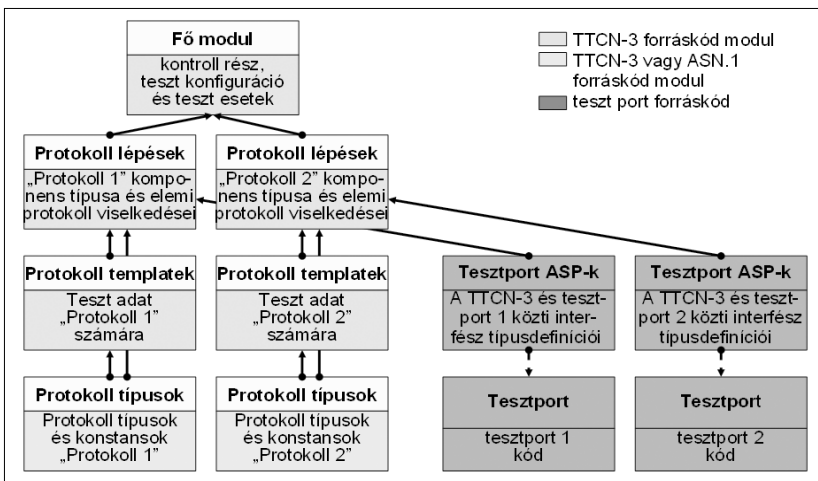 Fő modul
kontroll rész,
teszt konfiguráció
és teszt esetek
TTCN-3 forráskód modul
TTCN-3 vagy ASN.1
forráskód modul
teszt port forráskód
Protokoll lépések
„Protokoll 1” kompo-
nens típusa és elemi
protokoll viselkedései
Protokoll lépések
„Protokoll 2” kompo-
nens típusa és elemi
protokoll viselkedései
Protokoll templatek
Teszt adat
„Protokoll 1”
számára
Protokoll templatek
Teszt adat
„Protokoll 2”
számára
Tesztport ASP-k
A TTCN-3 és teszt-
port 1 közti inter-
fész típusdefiníciói
Tesztport ASP-k
A TTCN-3 és teszt-
port 2 közti interfész
típusdefiníciói
Protokoll típusok
Protokoll típusok
és konstansok
„Protokoll 1”
Protokoll típusok
Protokoll típusok
és konstansok
„Protokoll 2”
Tesztport
tesztport 1
kód
Tesztport
tesztport 2
kód